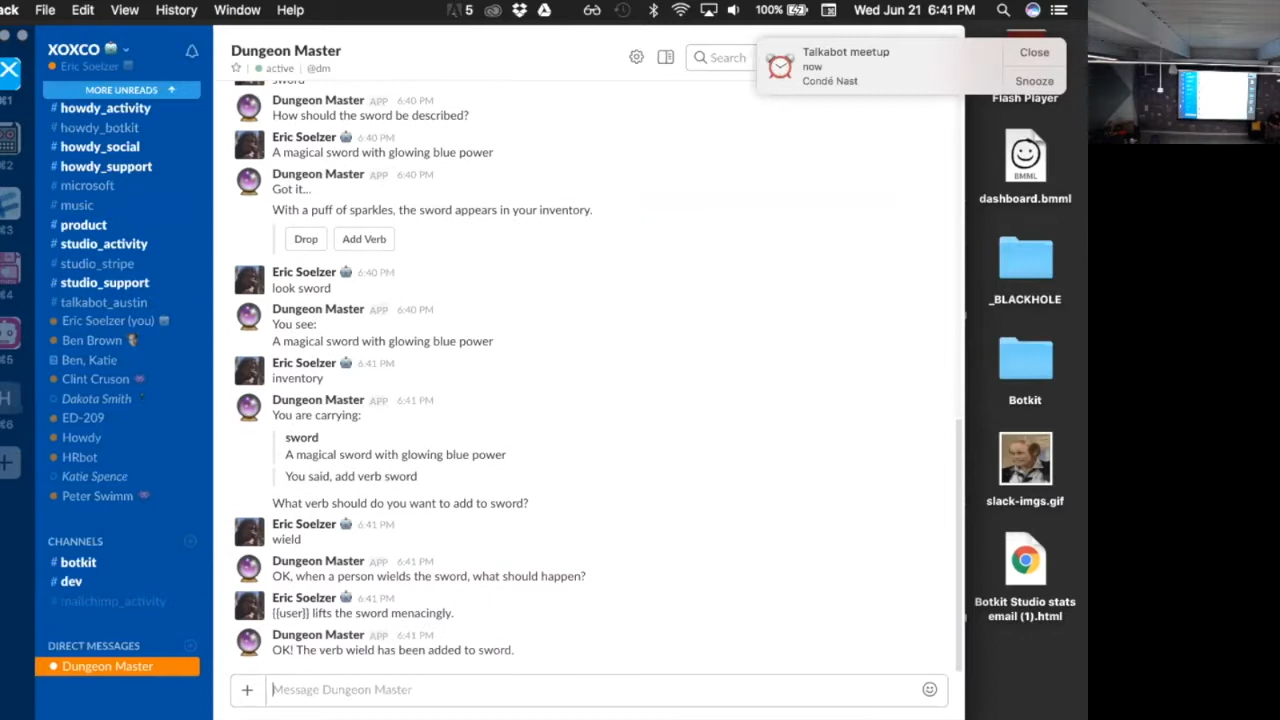 ack File Edit View History Window Help
5 100% Wed Jun 21 6:41 PM
XOXCO
Eric Soelzer
MORE UNREADS ↑
# howdy_activity
# howdy_botkit
# howdy_social
# howdy_support
# microsoft
# music
# product
# studio_activity
# studio_stripe
# studio_support
# talkabot_austin
Eric Soelzer (you)
Ben Brown
Ben, Katie
Clint Cruson
Dakota Smith
ED-209
Howdy
HRbot
Katie Spence
Peter Swimm
CHANNELS
# botkit
# dev
# mailchimp_activity
DIRECT MESSAGES
Dungeon Master
⌘1
⌘2
⌘3
⌘4
⌘5
H
⌘6
Dungeon Master
active | @dm
Search
sword
Dungeon Master APP 6:40 PM
How should the sword be described?
Eric Soelzer 6:40 PM
A magical sword with glowing blue power
Dungeon Master APP 6:40 PM
Got it...
With a puff of sparkles, the sword appears in your inventory.
Drop Add Verb
Eric Soelzer 6:40 PM
look sword
Dungeon Master APP 6:40 PM
You see:
A magical sword with glowing blue power
Eric Soelzer 6:41 PM
inventory
Dungeon Master APP 6:41 PM
You are carrying:
sword
A magical sword with glowing blue power
You said, add verb sword
What verb should do you want to add to sword?
Eric Soelzer 6:41 PM
wield
Dungeon Master APP 6:41 PM
OK, when a person wields the sword, what should happen?
Eric Soelzer 6:41 PM
{{user}} lifts the sword menacingly.
Dungeon Master APP 6:41 PM
OK! The verb wield has been added to sword.
Message Dungeon Master
Talkabot meetup
now
Condé Nast
Close
Snooze
Flash Player
BMML
dashboard.bmml
_BLACKHOLE
Botkit
slack-imgs.gif
Botkit Studio stats
email (1).html